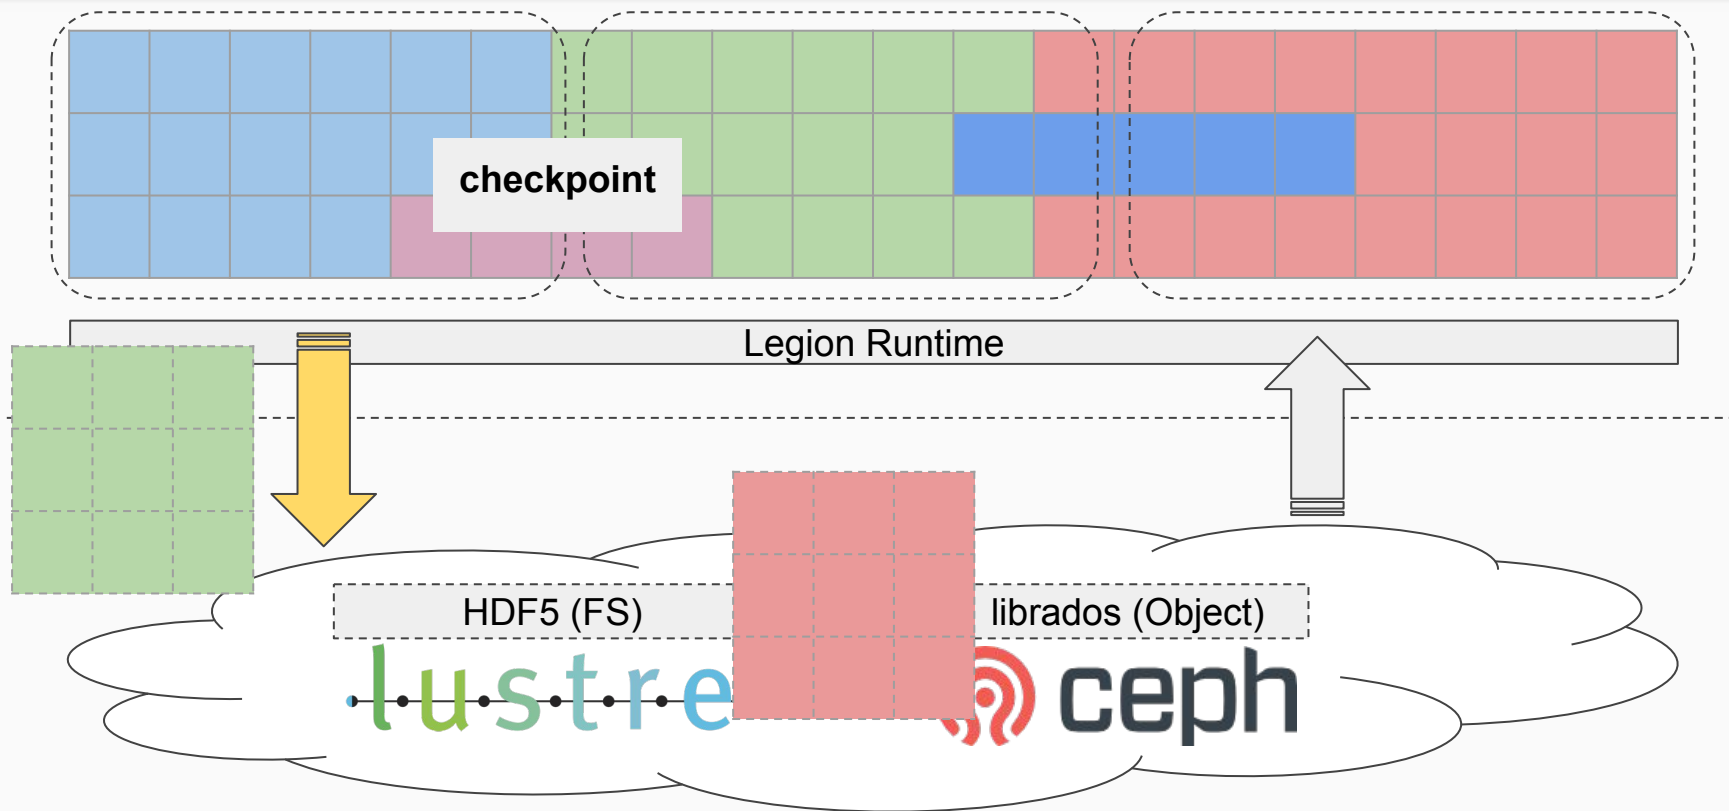 checkpoint
Legion Runtime
HDF5 (FS)
librados (Object)
lustre
ceph